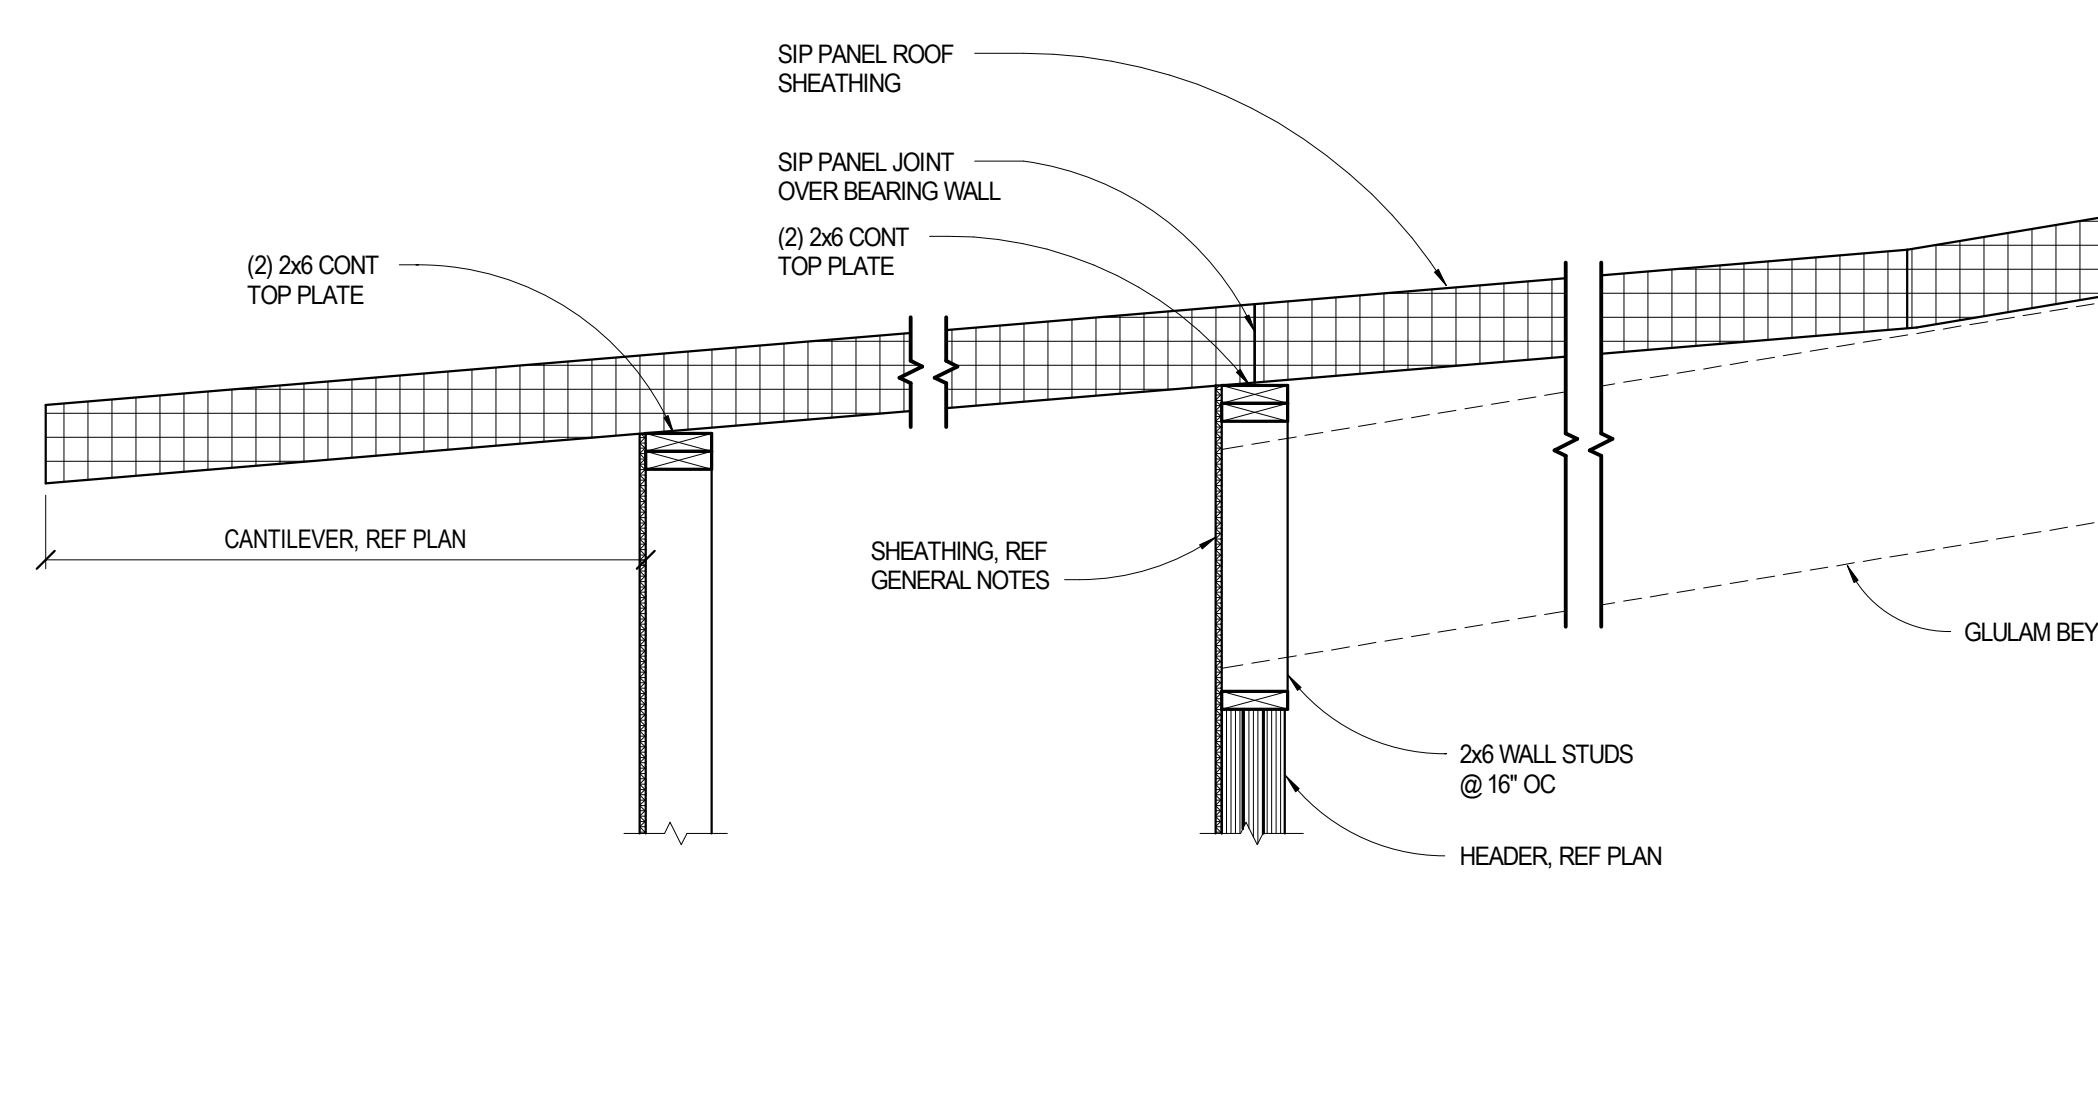 SIP PANEL ROOF
SHEATHING
SIP PANEL JOINT
OVER BEARING WALL
(2) 2x6 CONT
TOP PLATE
(2) 2x6 CONT
TOP PLATE
CANTILEVER, REF PLAN
SHEATHING, REF
GENERAL NOTES
GLULAM BEY
2x6 WALL STUDS
@ 16" OC
HEADER, REF PLAN